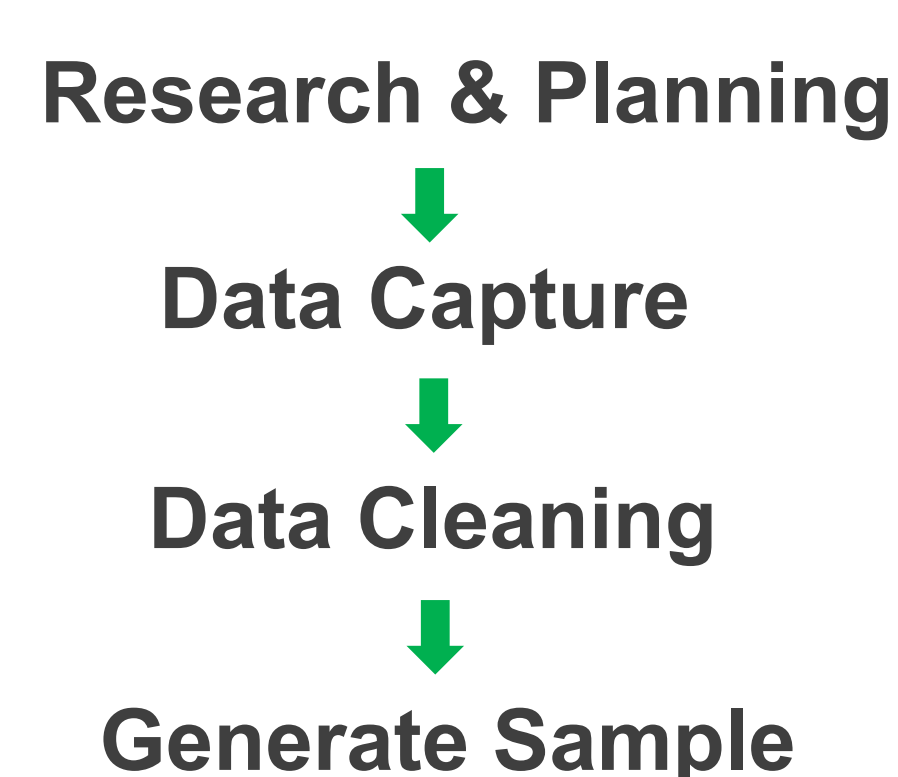 Research & Planning
Data Capture
Data Cleaning
Generate Sample